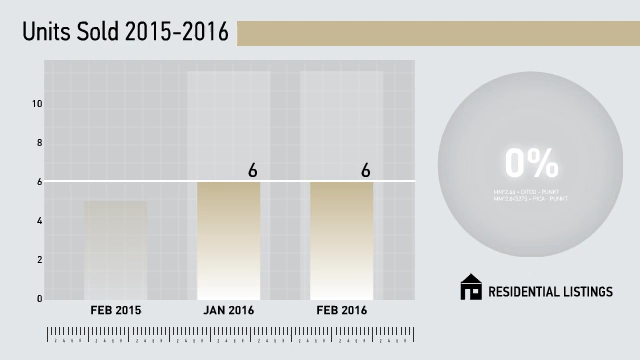 Units Sold 2015-2016
10
8
6
4
2
0
6
6
FEB 2015
JAN 2016
FEB 2016
0%
RESIDENTIAL LISTINGS